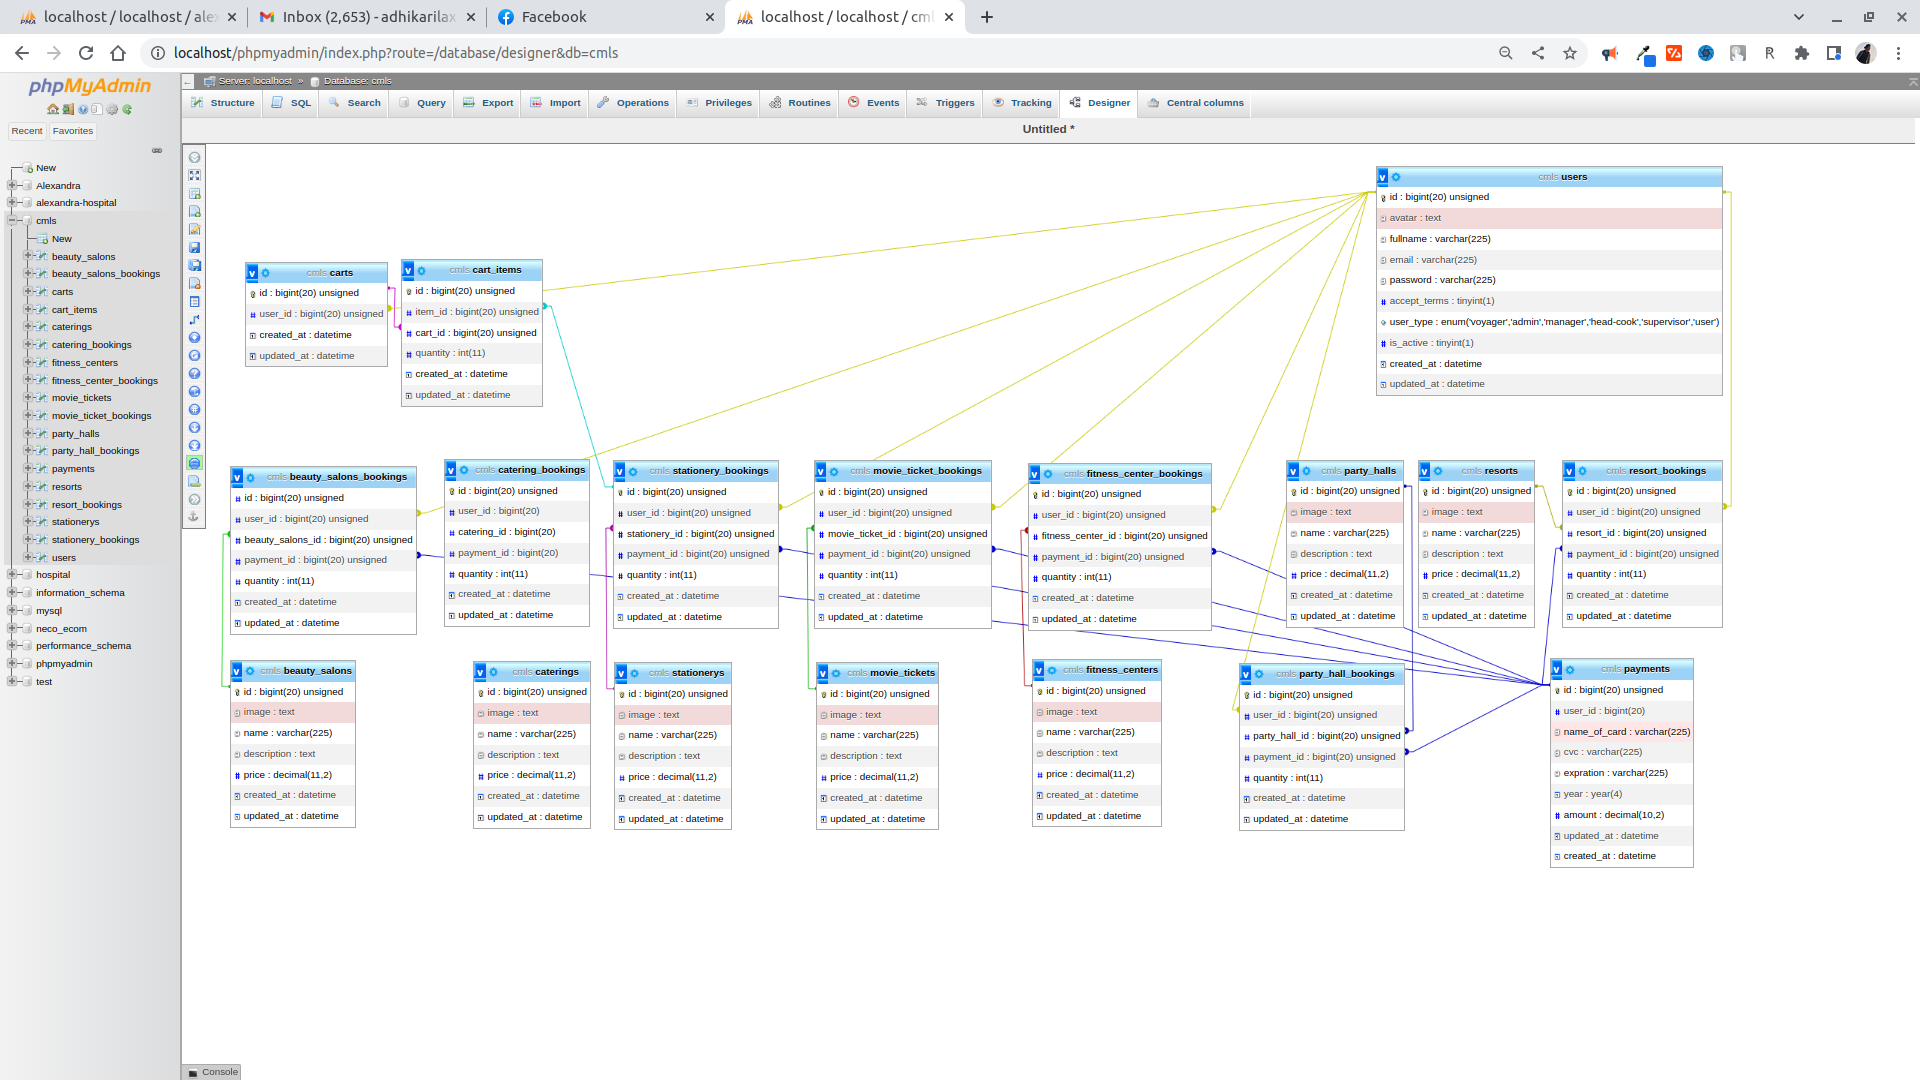 localhost / localhost / ale
Inbox (2,653) - adhikarilax
Facebook
localhost / localhost / cml
localhost/phpmyadmin/index.php?route=/database/designer&db=cmls
phpMyAdmin
Recent
Favorites
New
Alexandra
alexandra-hospital
cmls
New
beauty_salons
beauty_salons_bookings
carts
cart_items
caterings
catering_bookings
fitness_centers
fitness_center_bookings
movie_tickets
movie_ticket_bookings
party_halls
party_hall_bookings
payments
resorts
resort_bookings
stationerys
stationery_bookings
users
hospital
information_schema
mysql
neco_ecom
performance_schema
phpmyadmin
test
Server: localhost » Database: cmls
Structure
SQL
Search
Query
Export
Import
Operations
Privileges
Routines
Events
Triggers
Tracking
Designer
Central columns
Untitled *
cmls users
id : bigint(20) unsigned
avatar : text
fullname : varchar(225)
email : varchar(225)
password : varchar(225)
accept_terms : tinyint(1)
user_type : enum('voyager','admin','manager','head-cook','supervisor','user')
is_active : tinyint(1)
created_at : datetime
updated_at : datetime
cmls carts
id : bigint(20) unsigned
user_id : bigint(20) unsigned
created_at : datetime
updated_at : datetime
cmls cart_items
id : bigint(20) unsigned
item_id : bigint(20) unsigned
cart_id : bigint(20) unsigned
quantity : int(11)
created_at : datetime
updated_at : datetime
cmls beauty_salons_bookings
id : bigint(20) unsigned
user_id : bigint(20) unsigned
beauty_salons_id : bigint(20) unsigned
payment_id : bigint(20) unsigned
quantity : int(11)
created_at : datetime
updated_at : datetime
cmls catering_bookings
id : bigint(20) unsigned
user_id : bigint(20)
catering_id : bigint(20)
payment_id : bigint(20)
quantity : int(11)
created_at : datetime
updated_at : datetime
cmls stationery_bookings
id : bigint(20) unsigned
user_id : bigint(20) unsigned
stationery_id : bigint(20) unsigned
payment_id : bigint(20) unsigned
quantity : int(11)
created_at : datetime
updated_at : datetime
cmls movie_ticket_bookings
id : bigint(20) unsigned
user_id : bigint(20) unsigned
movie_ticket_id : bigint(20) unsigned
payment_id : bigint(20) unsigned
quantity : int(11)
created_at : datetime
updated_at : datetime
cmls fitness_center_bookings
id : bigint(20) unsigned
user_id : bigint(20) unsigned
fitness_center_id : bigint(20) unsigned
payment_id : bigint(20) unsigned
quantity : int(11)
created_at : datetime
updated_at : datetime
cmls party_halls
id : bigint(20) unsigned
image : text
name : varchar(225)
description : text
price : decimal(11,2)
created_at : datetime
updated_at : datetime
cmls resorts
id : bigint(20) unsigned
image : text
name : varchar(225)
description : text
price : decimal(11,2)
created_at : datetime
updated_at : datetime
cmls resort_bookings
id : bigint(20) unsigned
user_id : bigint(20) unsigned
resort_id : bigint(20) unsigned
payment_id : bigint(20) unsigned
quantity : int(11)
created_at : datetime
updated_at : datetime
cmls beauty_salons
id : bigint(20) unsigned
image : text
name : varchar(225)
description : text
price : decimal(11,2)
created_at : datetime
updated_at : datetime
cmls caterings
id : bigint(20) unsigned
image : text
name : varchar(225)
description : text
price : decimal(11,2)
created_at : datetime
updated_at : datetime
cmls stationerys
id : bigint(20) unsigned
image : text
name : varchar(225)
description : text
price : decimal(11,2)
created_at : datetime
updated_at : datetime
cmls movie_tickets
id : bigint(20) unsigned
image : text
name : varchar(225)
description : text
price : decimal(11,2)
created_at : datetime
updated_at : datetime
cmls fitness_centers
id : bigint(20) unsigned
image : text
name : varchar(225)
description : text
price : decimal(11,2)
created_at : datetime
updated_at : datetime
cmls party_hall_bookings
id : bigint(20) unsigned
user_id : bigint(20) unsigned
party_hall_id : bigint(20) unsigned
payment_id : bigint(20) unsigned
quantity : int(11)
created_at : datetime
updated_at : datetime
cmls payments
id : bigint(20) unsigned
user_id : bigint(20)
name_of_card : varchar(225)
cvc : varchar(225)
expration : varchar(225)
year : year(4)
amount : decimal(10,2)
updated_at : datetime
created_at : datetime
Console